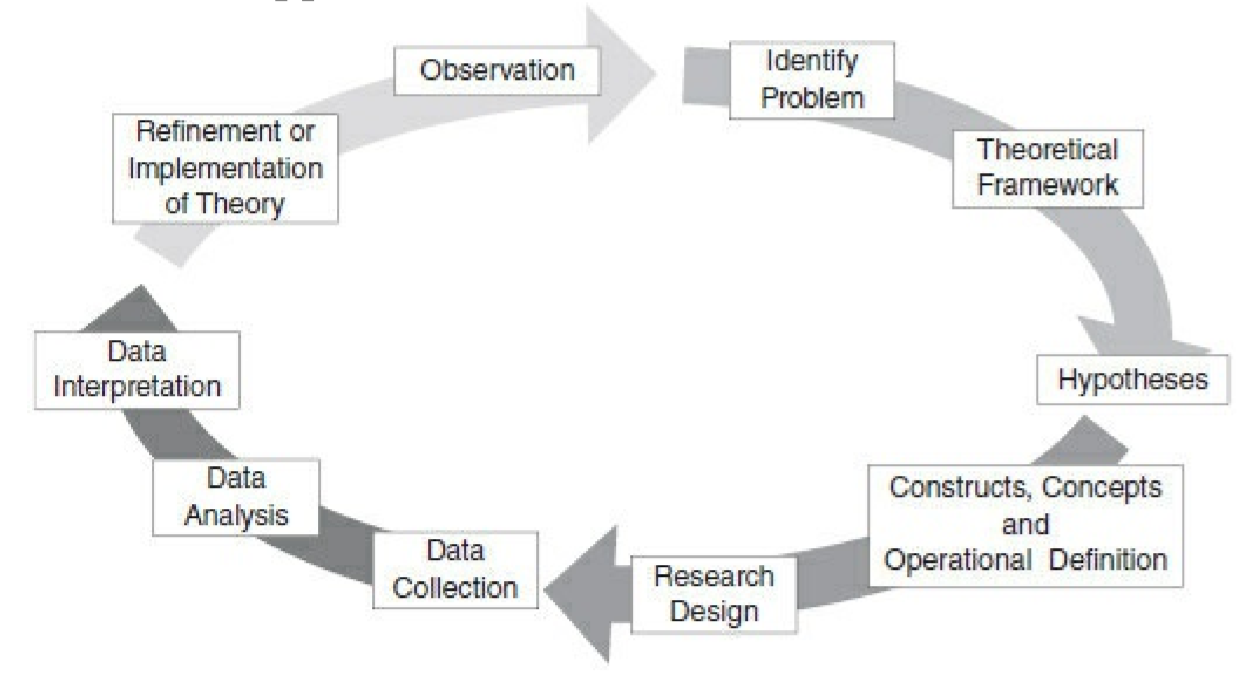 Observation
Identify
Problem
Theoretical
Framework
Hypotheses
Constructs, Concepts
and
Operational Definition
Research
Design
Data
Collection
Data
Analysis
Data
Interpretation
Refinement or
Implementation
of Theory